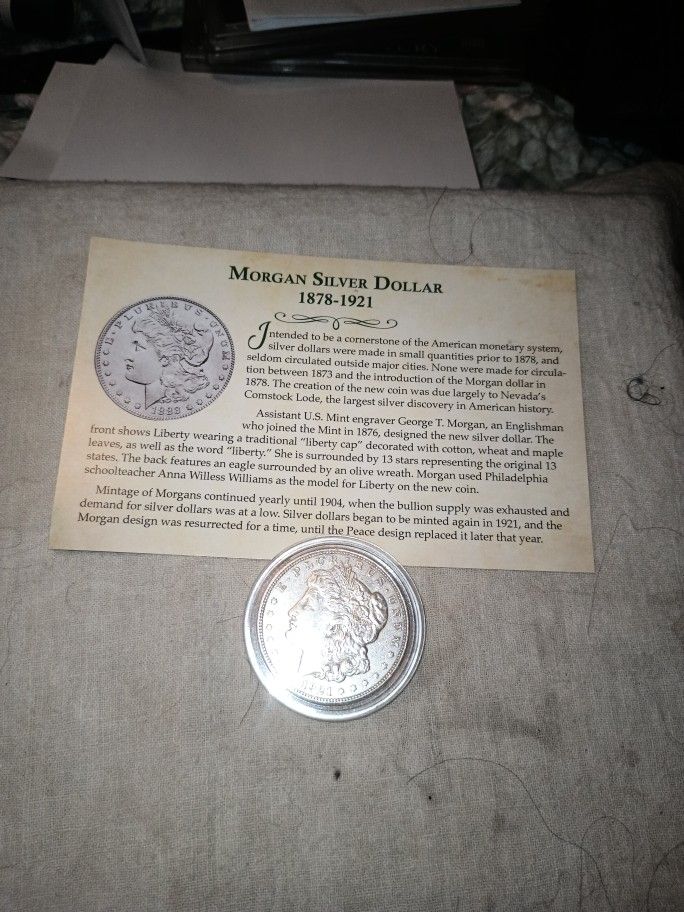 MORGAN SILVER DOLLAR
1878-1921
Intended to be a cornerstone of the American monetary system,
silver dollars were made in small quantities prior to 1878, and
seldom circulated outside major cities. None were made for circula-
tion between 1873 and the introduction of the Morgan dollar in
1878. The creation of the new coin was due largely to Nevada's
Comstock Lode, the largest silver discovery in American history.
Assistant U.S. Mint engraver George T. Morgan, an Englishman
who joined the Mint in 1876, designed the new silver dollar. The
front shows Liberty wearing a traditional "liberty cap" decorated with cotton, wheat and maple
leaves, as well as the word "liberty." She is surrounded by 13 stars representing the original 13
states. The back features an eagle surrounded by an olive wreath. Morgan used Philadelphia
schoolteacher Anna Willess Williams as the model for Liberty on the new coin.
Mintage of Morgans continued yearly until 1904, when the bullion supply was exhausted and
demand for silver dollars was at a low. Silver dollars began to be minted again in 1921, and the
Morgan design was resurrected for a time, until the Peace design replaced it later that year.
E·PLURIBUS·UNUM
E·PLURIBUS·UNUM